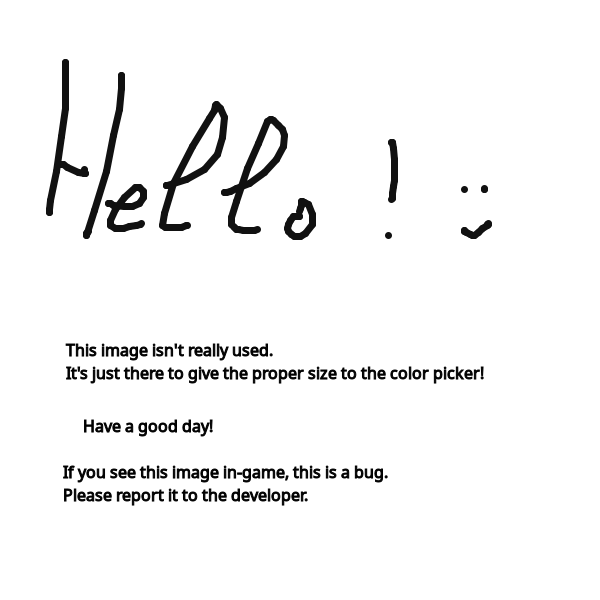 Hello !
This image isn't really used.
It's just there to give the proper size to the color picker!
Have a good day!
If you see this image in-game, this is a bug.
Please report it to the developer.